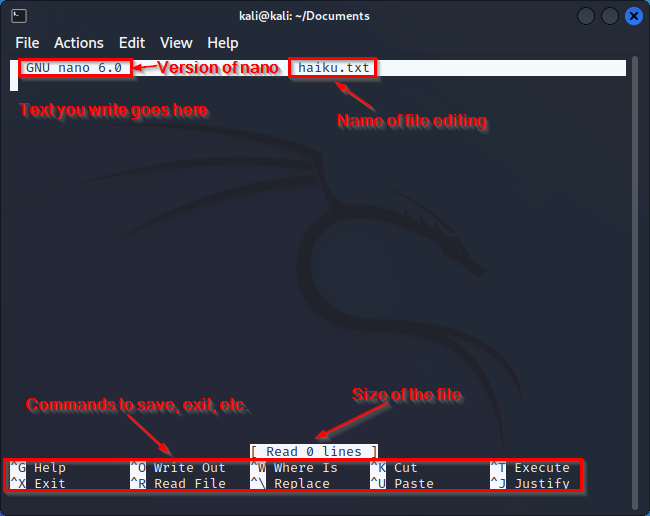 kali@kali: ~/Documents
File Actions Edit View Help
GNU nano 6.0 Version of nano haiku.txt
Text you write goes here
Name of file editing
Size of the file
Commands to save, exit, etc.
[ Read 0 lines ]
^G Help ^O Write Out ^W Where Is ^K Cut ^T Execute
^X Exit ^R Read File ^\ Replace ^U Paste ^J Justify